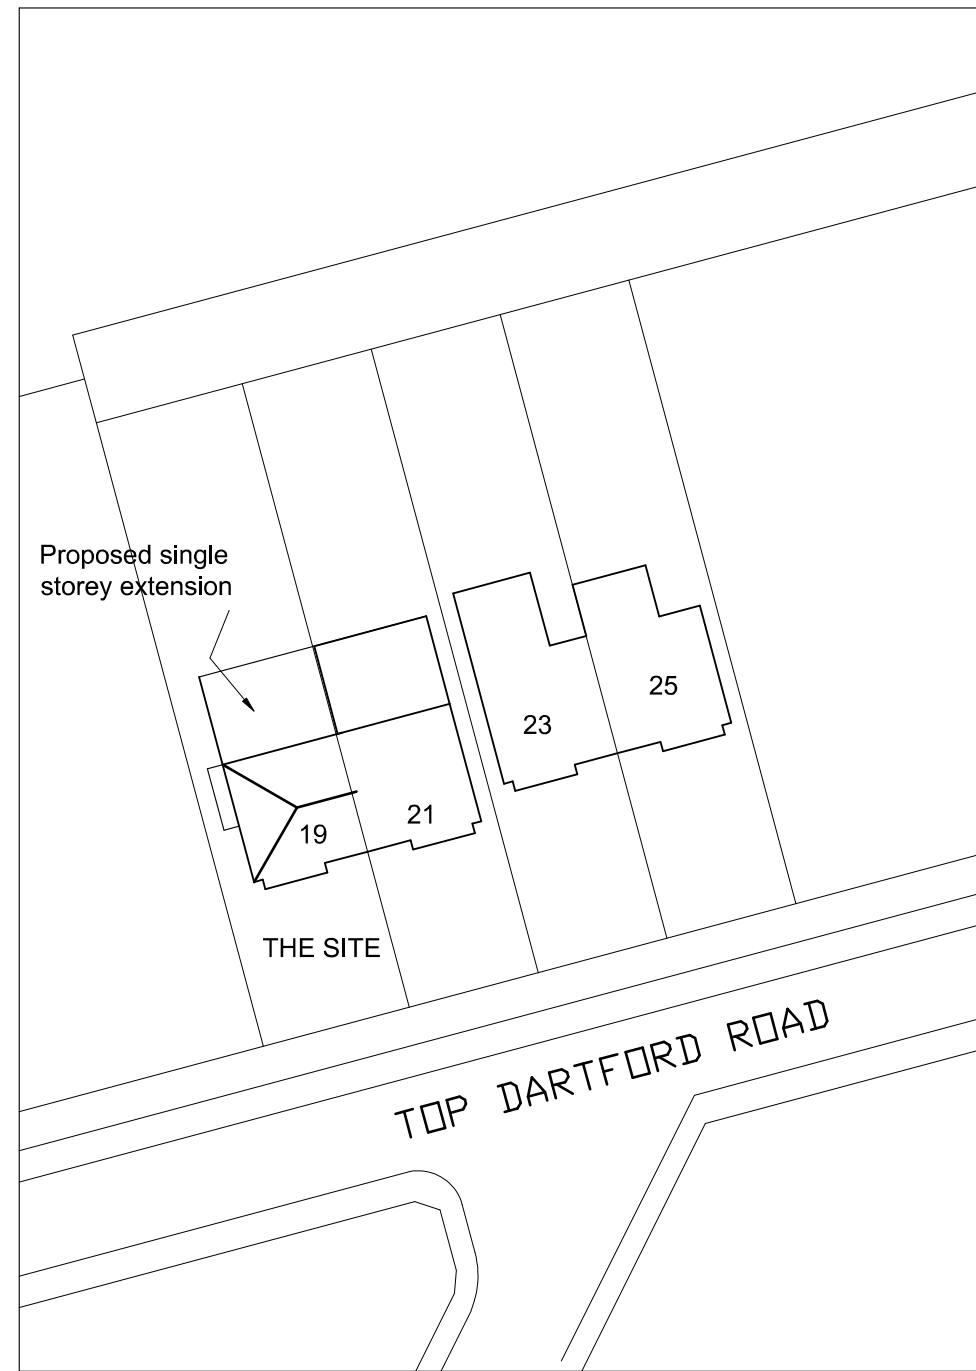 Proposed single
storey extension
25
23
21
19
THE SITE
TOP DARTFORD ROAD